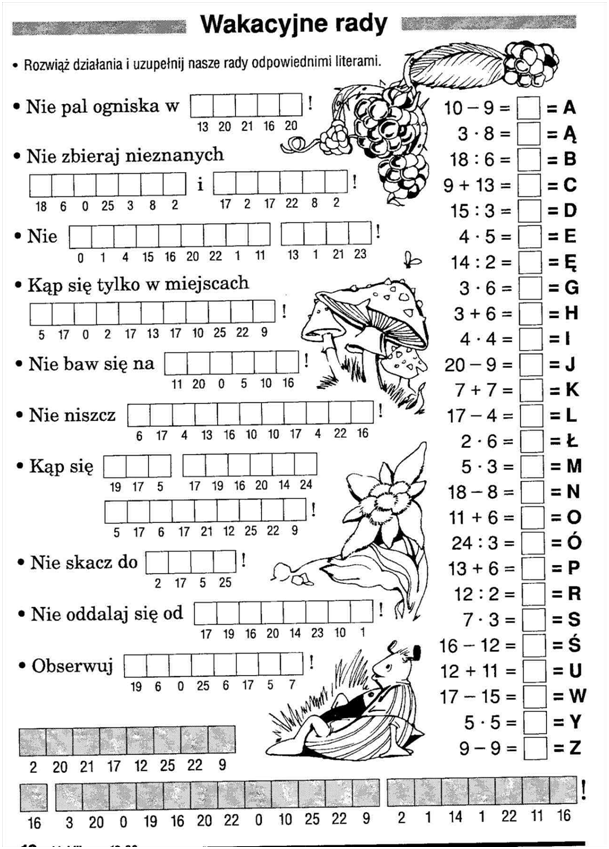 Wakacyjne rady
• Rozwiąż działania i uzupełnij nasze rady odpowiednimi literami.
• Nie pal ogniska w !
13 20 21 16 20
• Nie zbieraj nieznanych
i !
18 6 0 25 3 8 2 17 2 17 22 8 2
• Nie !
0 1 4 15 16 20 22 1 11 13 1 21 23
• Kąp się tylko w miejscach
!
5 17 0 2 17 13 17 10 25 22 9
• Nie baw się na !
11 20 0 5 10 16
• Nie niszcz !
6 17 4 13 16 10 10 17 4 22 16
• Kąp się
19 17 5 17 19 16 20 14 24
!
5 17 6 17 21 12 25 22 9
• Nie skacz do !
2 17 5 25
• Nie oddalaj się od !
17 19 16 20 14 23 10 1
• Obserwuj !
19 6 0 25 6 17 5 7
2 20 21 17 12 25 22 9
!
16 3 20 0 19 16 20 22 0 10 25 22 9 2 1 14 1 22 11 16
10 − 9 = = A
3 · 8 = = Ą
18 : 6 = = B
9 + 13 = = C
15 : 3 = = D
4 · 5 = = E
14 : 2 = = Ę
3 · 6 = = G
3 + 6 = = H
4 · 4 = = I
20 − 9 = = J
7 + 7 = = K
17 − 4 = = L
2 · 6 = = Ł
5 · 3 = = M
18 − 8 = = N
11 + 6 = = O
24 : 3 = = Ó
13 + 6 = = P
12 : 2 = = R
7 · 3 = = S
16 − 12 = = Ś
12 + 11 = = U
17 − 15 = = W
5 · 5 = = Y
9 − 9 = = Z